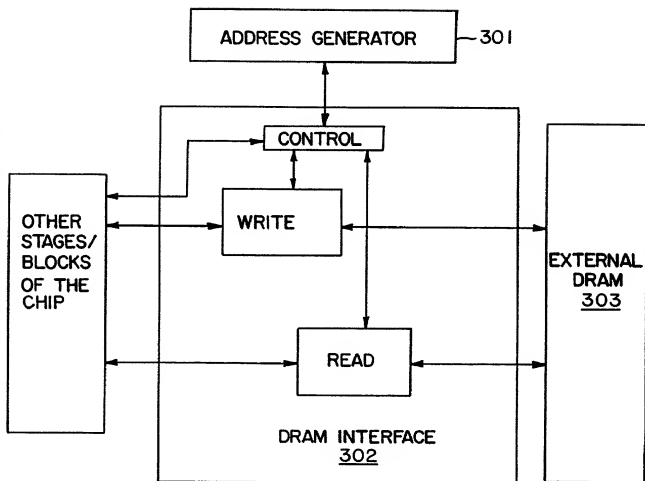 ADDRESS GENERATOR
301
CONTROL
OTHER
STAGES/
BLOCKS
OF THE
CHIP
WRITE
EXTERNAL
DRAM
303
READ
DRAM INTERFACE
302